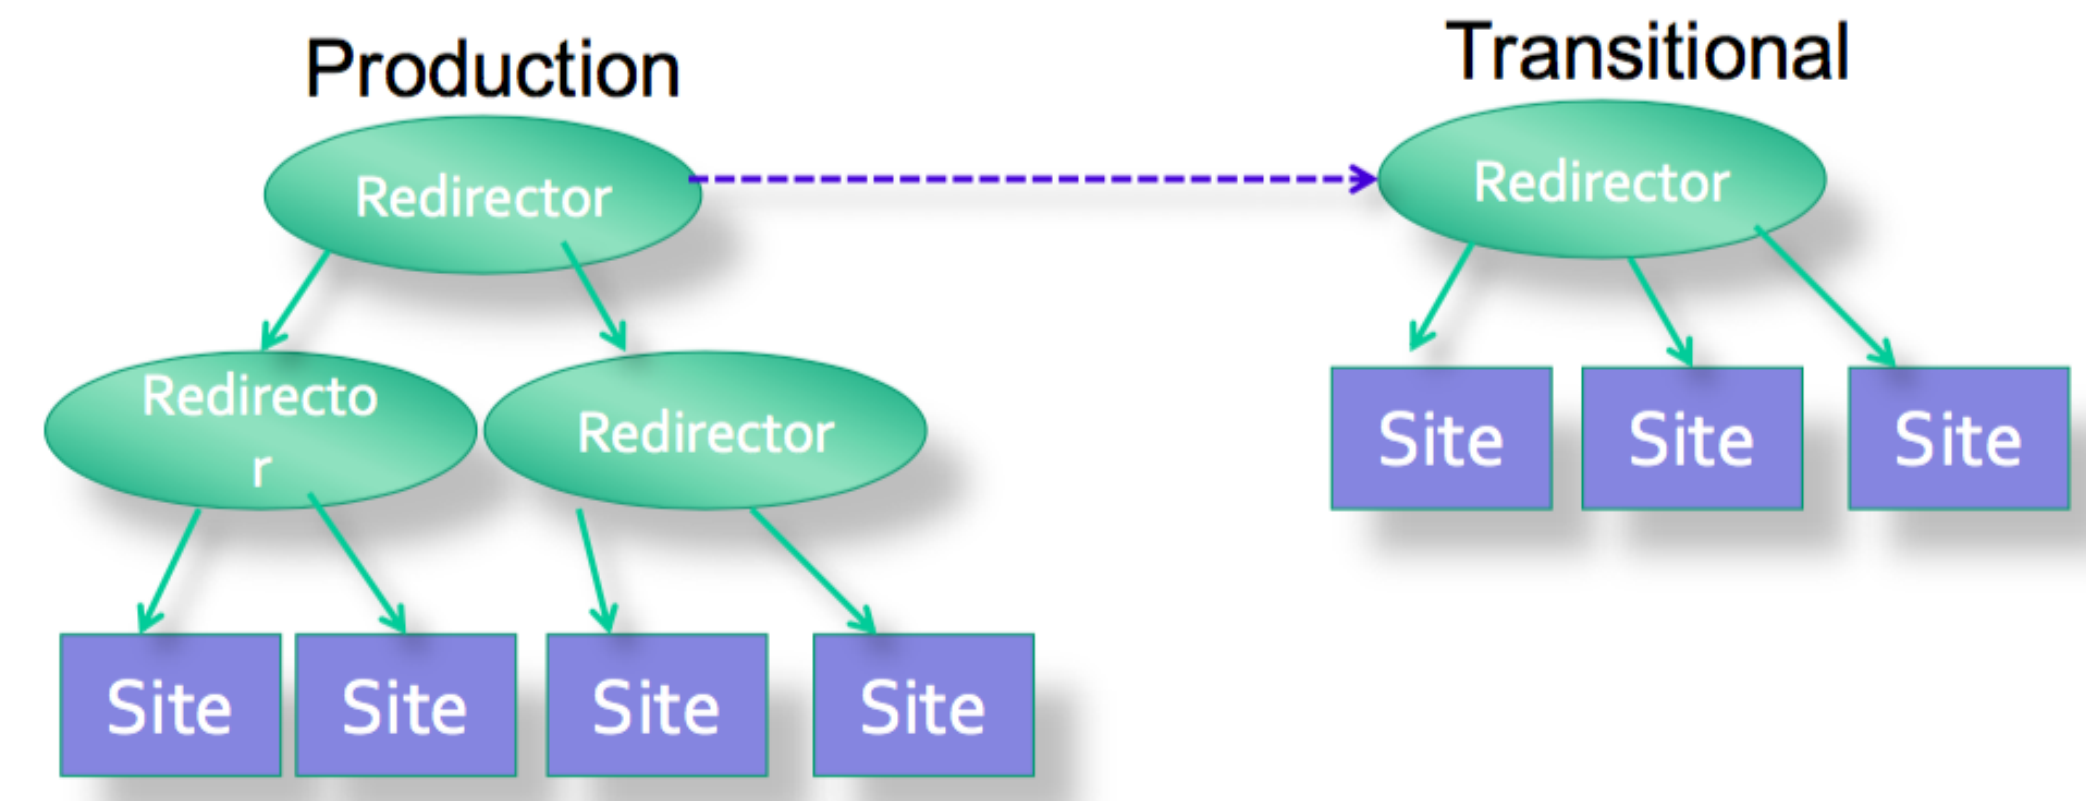 Production
Transitional
Redirector
Redirector
Redirecto
r
Redirector
Site
Site
Site
Site
Site
Site
Site